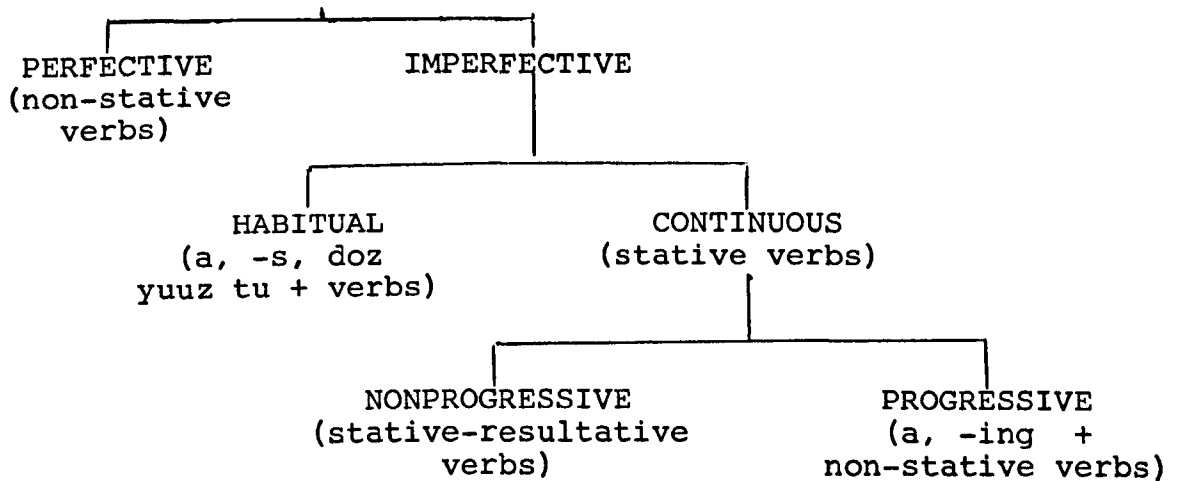 PERFECTIVE
(non-stative
verbs)
IMPERFECTIVE
HABITUAL
(a, -s, doz
yuuz tu + verbs)
CONTINUOUS
(stative verbs)
NONPROGRESSIVE
(stative-resultative
verbs)
PROGRESSIVE
(a, -ing +
non-stative verbs)